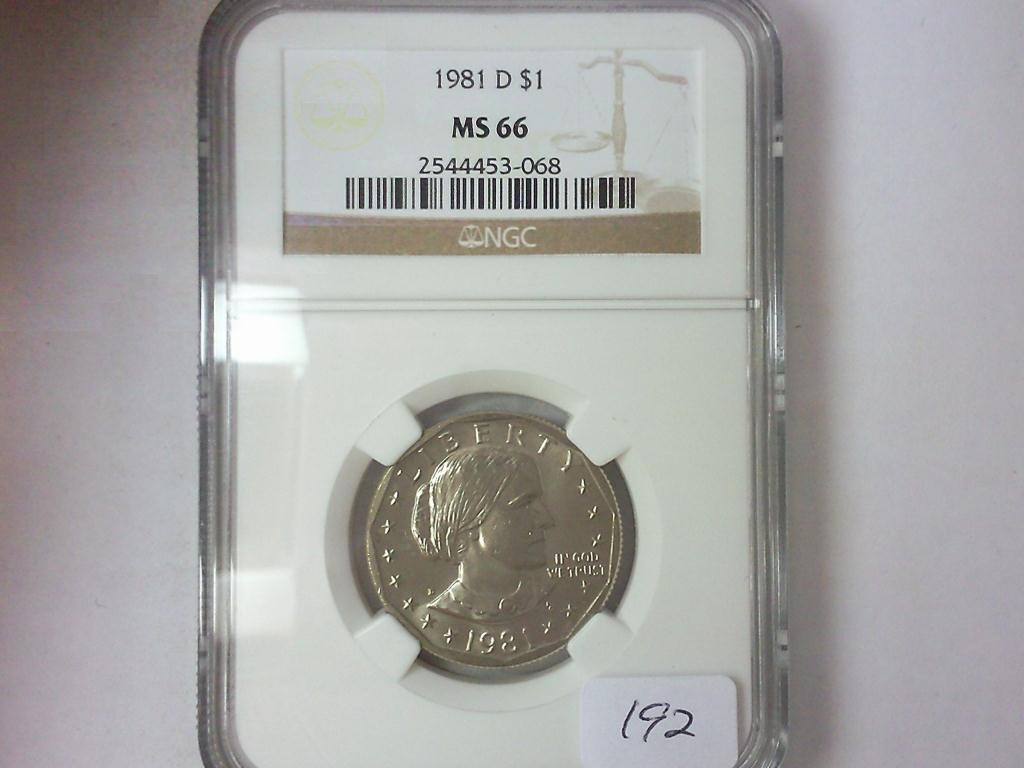 1981 D $1
MS 66
2544453-068
NGC
LIBERTY
IN GOD
WE TRUST
1981
192